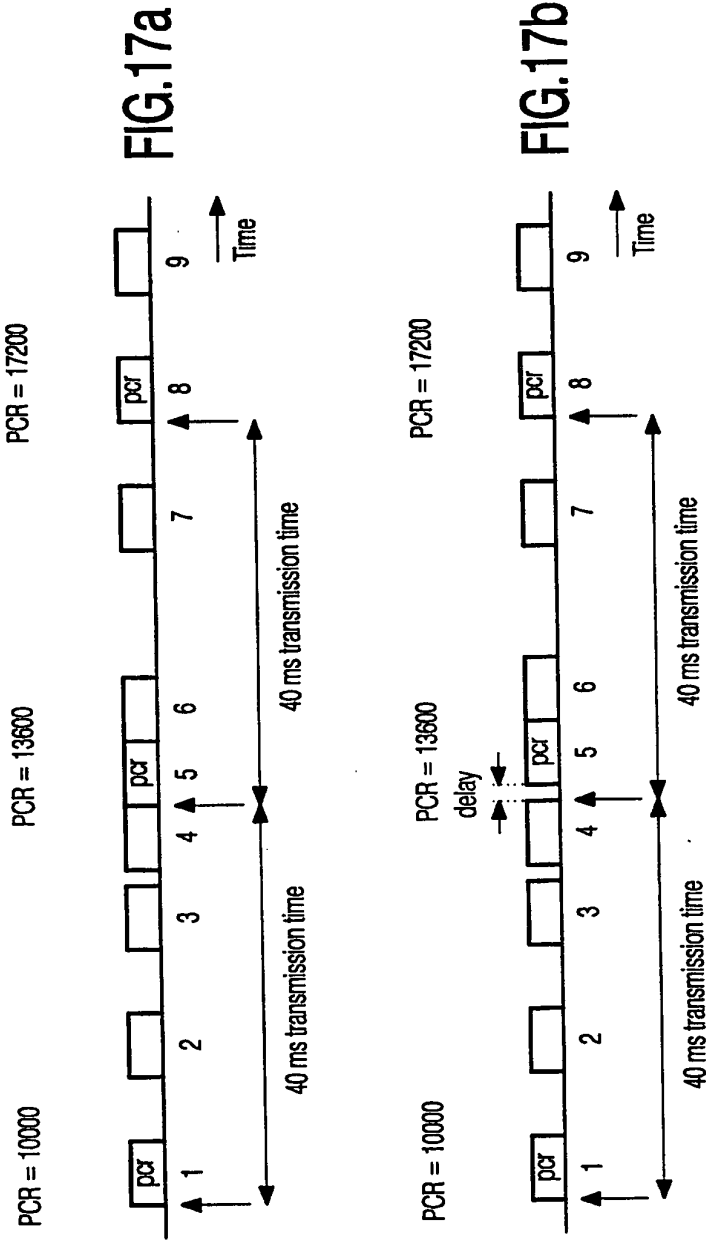 FIG.17a
PCR = 10000
PCR = 13600
PCR = 17200
pcr
pcr
pcr
1 2 3 4 5 6 7 8 9
Time
40 ms transmission time
40 ms transmission time
FIG.17b
PCR = 10000
PCR = 13600
PCR = 17200
delay
pcr
pcr
pcr
1 2 3 4 5 6 7 8 9
Time
40 ms transmission time
40 ms transmission time